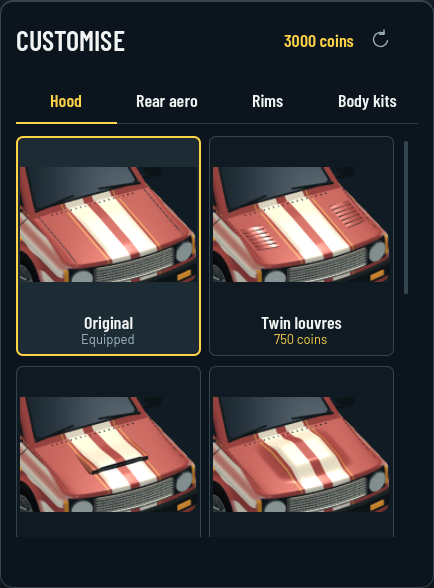 CUSTOMISE
3000 coins
Hood Rear aero Rims Body kits
Original
Equipped
Twin louvres
750 coins